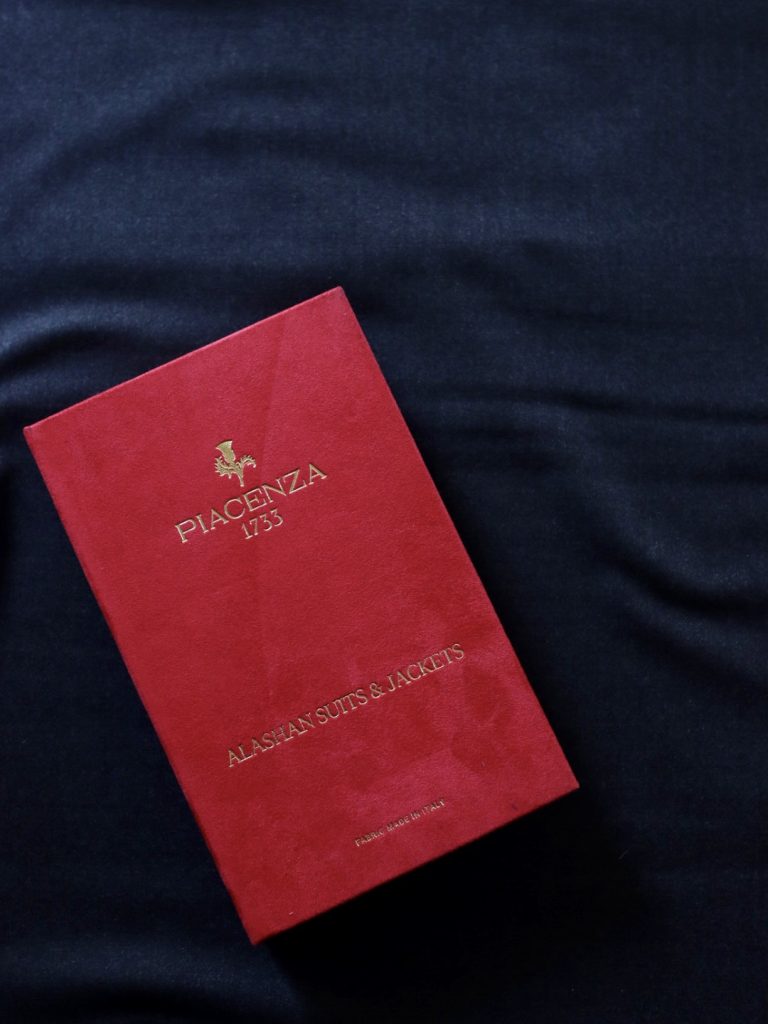 PIACENZA
1733
ALASHAN SUITS & JACKETS
FABRIC MADE IN ITALY